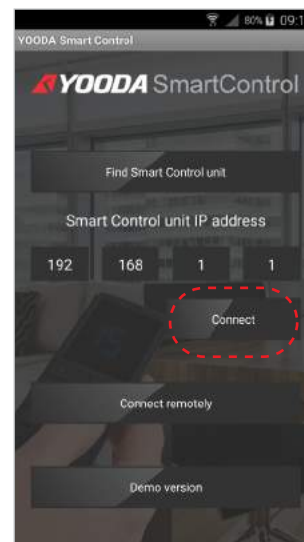 80% 09:1
YOODA Smart Control
YOODA SmartControl
Find Smart Control unit
Smart Control unit IP address
192 168 1 1
Connect
Connect remotely
Demo version